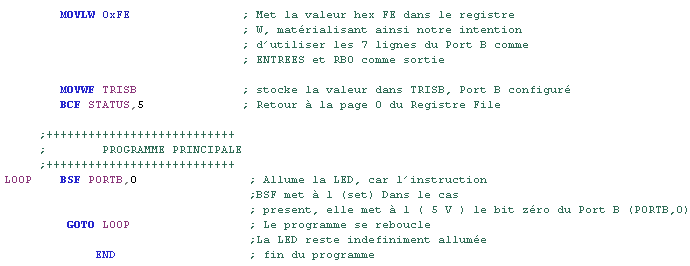 MOVLW 0xFE ; Met la valeur hex FE dans le registre
; W, matérialisant ainsi notre intention
; d'utiliser les 7 lignes du Port B comme
; ENTREES et RB0 comme sortie
MOVWF TRISB ; stocke la valeur dans TRISB, Port B configuré
BCF STATUS,5 ; Retour à la page 0 du Registre File
;+++++++++++++++++++++++++++
; PROGRAMME PRINCIPALE
;+++++++++++++++++++++++++++
LOOP BSF PORTB,0 ; Allume la LED, car l'instruction
;BSF met à 1 (set) Dans le cas
; present, elle met à 1 ( 5 V ) le bit zéro du Port B (PORTB,0)
GOTO LOOP ; Le programme se reboucle
;La LED reste indefiniment allumée
END ; fin du programme